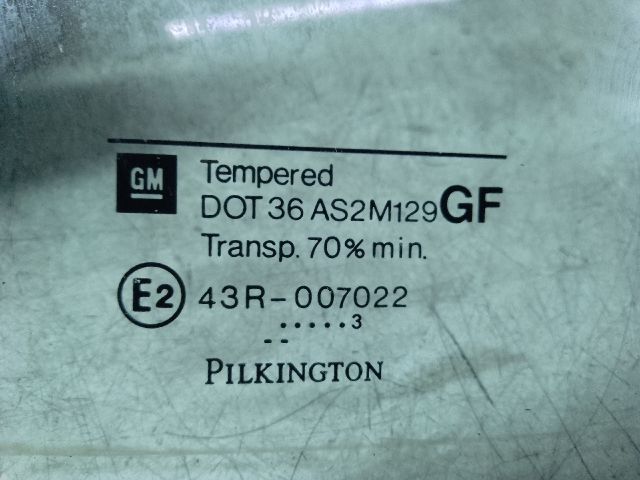 GM Tempered
DOT 36 AS2M129 GF
Transp. 70% min.
E2 43R-007022
.....3
--
PILKINGTON